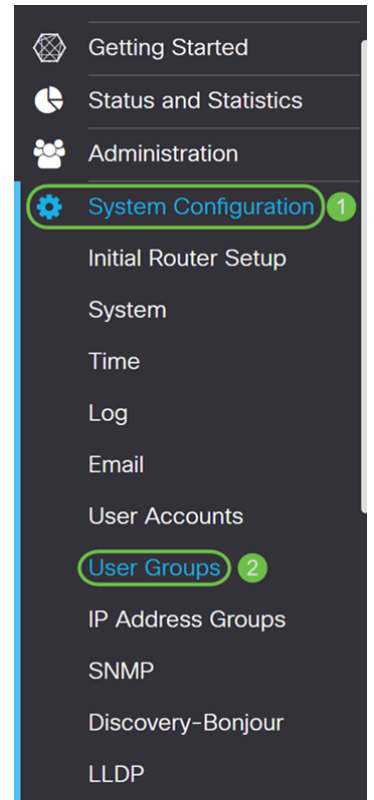 Getting Started
Status and Statistics
Administration
System Configuration 1
Initial Router Setup
System
Time
Log
Email
User Accounts
User Groups 2
IP Address Groups
SNMP
Discovery-Bonjour
LLDP